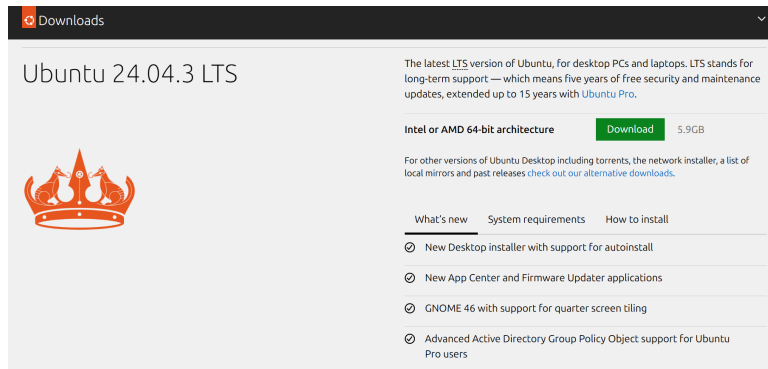 Downloads
Ubuntu 24.04.3 LTS
The latest LTS version of Ubuntu, for desktop PCs and laptops. LTS stands for
long-term support — which means five years of free security and maintenance
updates, extended up to 15 years with Ubuntu Pro.
Intel or AMD 64-bit architecture Download 5.9GB
For other versions of Ubuntu Desktop including torrents, the network installer, a list of
local mirrors and past releases check out our alternative downloads.
What's new System requirements How to install
New Desktop installer with support for autoinstall
New App Center and Firmware Updater applications
GNOME 46 with support for quarter screen tiling
Advanced Active Directory Group Policy Object support for Ubuntu
Pro users